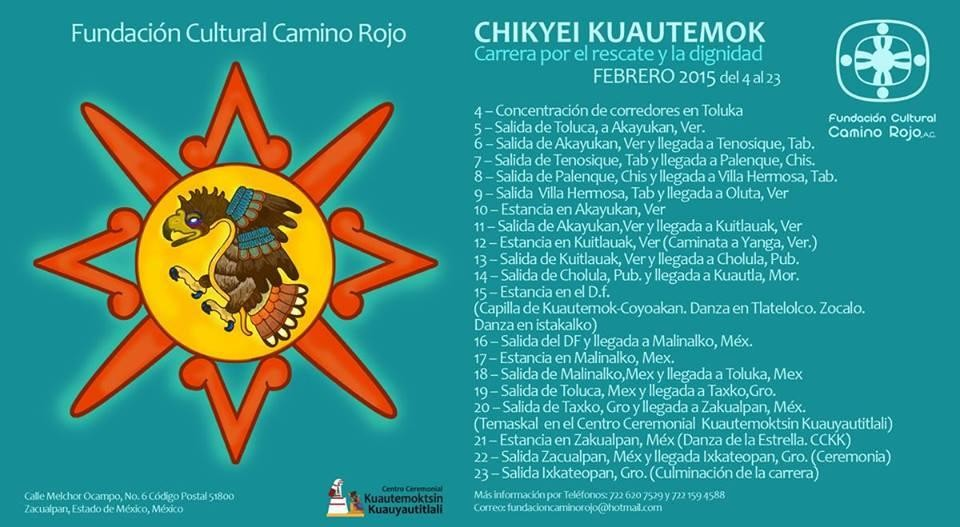 Fundación Cultural Camino Rojo
CHIKYEI KUAUTEMOK
Carrera por el rescate y la dignidad
FEBRERO 2015 del 4 al 23
Fundación Cultural
Camino Rojo, A.C.
4 – Concentración de corredores en Toluka
5 – Salida de Toluca, a Akayukan, Ver.
6 – Salida de Akayukan, Ver y llegada a Tenosique, Tab.
7 – Salida de Tenosique, Tab y llegada a Palenque, Chis.
8 – Salida de Palenque, Chis y llegada a Villa Hermosa, Tab.
9 – Salida Villa Hermosa, Tab y llegada a Oluta, Ver
10 – Estancia en Akayukan, Ver
11 – Salida de Akayukan,Ver y llegada a Kuitlauak, Ver
12 – Estancia en Kuitlauak, Ver (Caminata a Yanga, Ver.)
13 – Salida de Kuitlauak, Ver y llegada a Cholula, Pub.
14 – Salida de Cholula, Pub. y llegada a Kuautla, Mor.
15 – Estancia en el D.f.
(Capilla de Kuautemok-Coyoakan. Danza en Tlatelolco. Zocalo.
Danza en istakalko)
16 – Salida del DF y llegada a Malinalko, Méx.
17 – Estancia en Malinalko, Mex.
18 – Salida de Malinalko,Mex y llegada a Toluka, Mex
19 – Salida de Toluca, Mex y llegada a Taxko,Gro.
20 – Salida de Taxko, Gro y llegada a Zakualpan, Méx.
(Temaskal en el Centro Ceremonial Kuautemoktsin Kuauyautitlali)
21 – Estancia en Zakualpan, Méx (Danza de la Estrella. CCKK)
22 – Salida Zacualpan, Méx y llegada Ixkateopan, Gro. (Ceremonia)
23 – Salida Ixkateopan, Gro. (Culminación de la carrera)
Más información por Teléfonos: 722 620 7529 y 722 159 4588
Correo: fundacioncaminorojo@hotmail.com
Calle Melchor Ocampo, No. 6 Código Postal 51800
Zacualpan, Estado de México, México
Centro Ceremonial
Kuautemoktsin
Kuauyautitlali